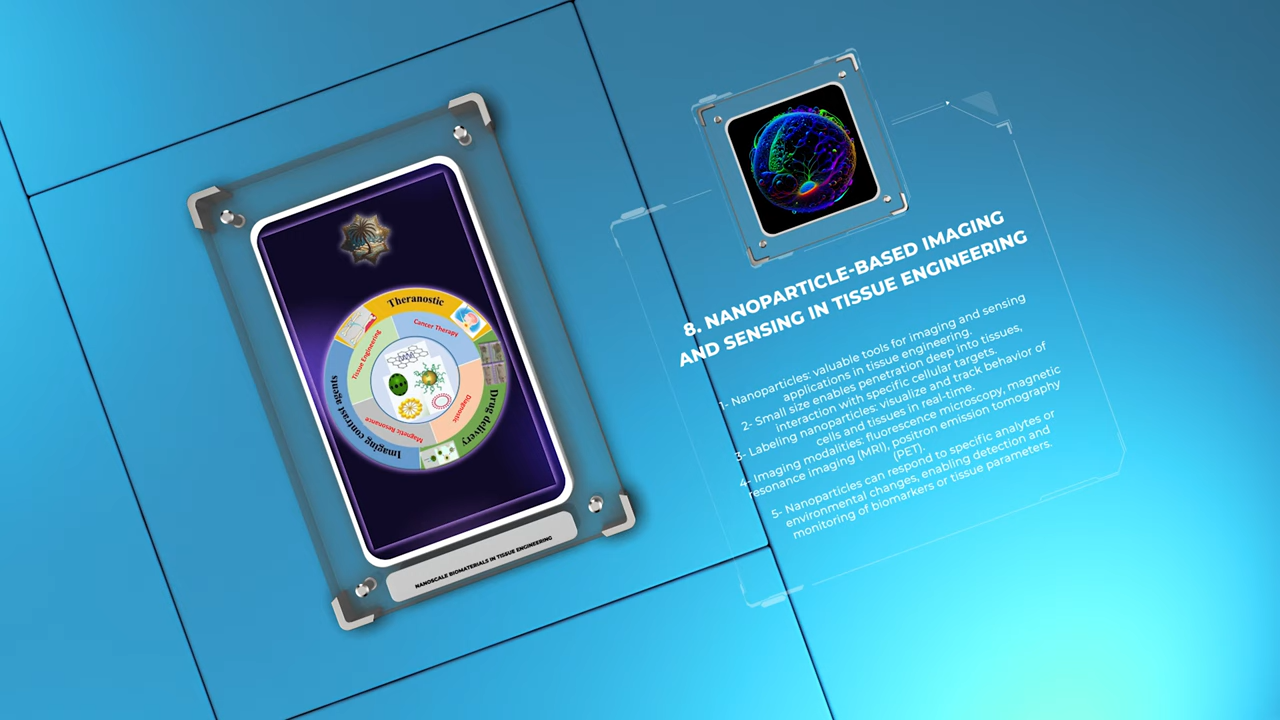 Theranostic
Cancer Therapy
Tissue Engineering
Diagnostic
Magnetic Resonance
Drug delivery
Imaging contrast agents
NANOSCALE BIOMATERIALS IN TISSUE ENGINEERING
8. NANOPARTICLE-BASED IMAGING
AND SENSING IN TISSUE ENGINEERING
1- Nanoparticles: valuable tools for imaging and sensing
applications in tissue engineering.
2- Small size enables penetration deep into tissues,
interaction with specific cellular targets.
3- Labeling nanoparticles: visualize and track behavior of
cells and tissues in real-time.
4- Imaging modalities: fluorescence microscopy, magnetic
resonance imaging (MRI), positron emission tomography
(PET).
5- Nanoparticles can respond to specific analytes or
environmental changes, enabling detection and
monitoring of biomarkers or tissue parameters.